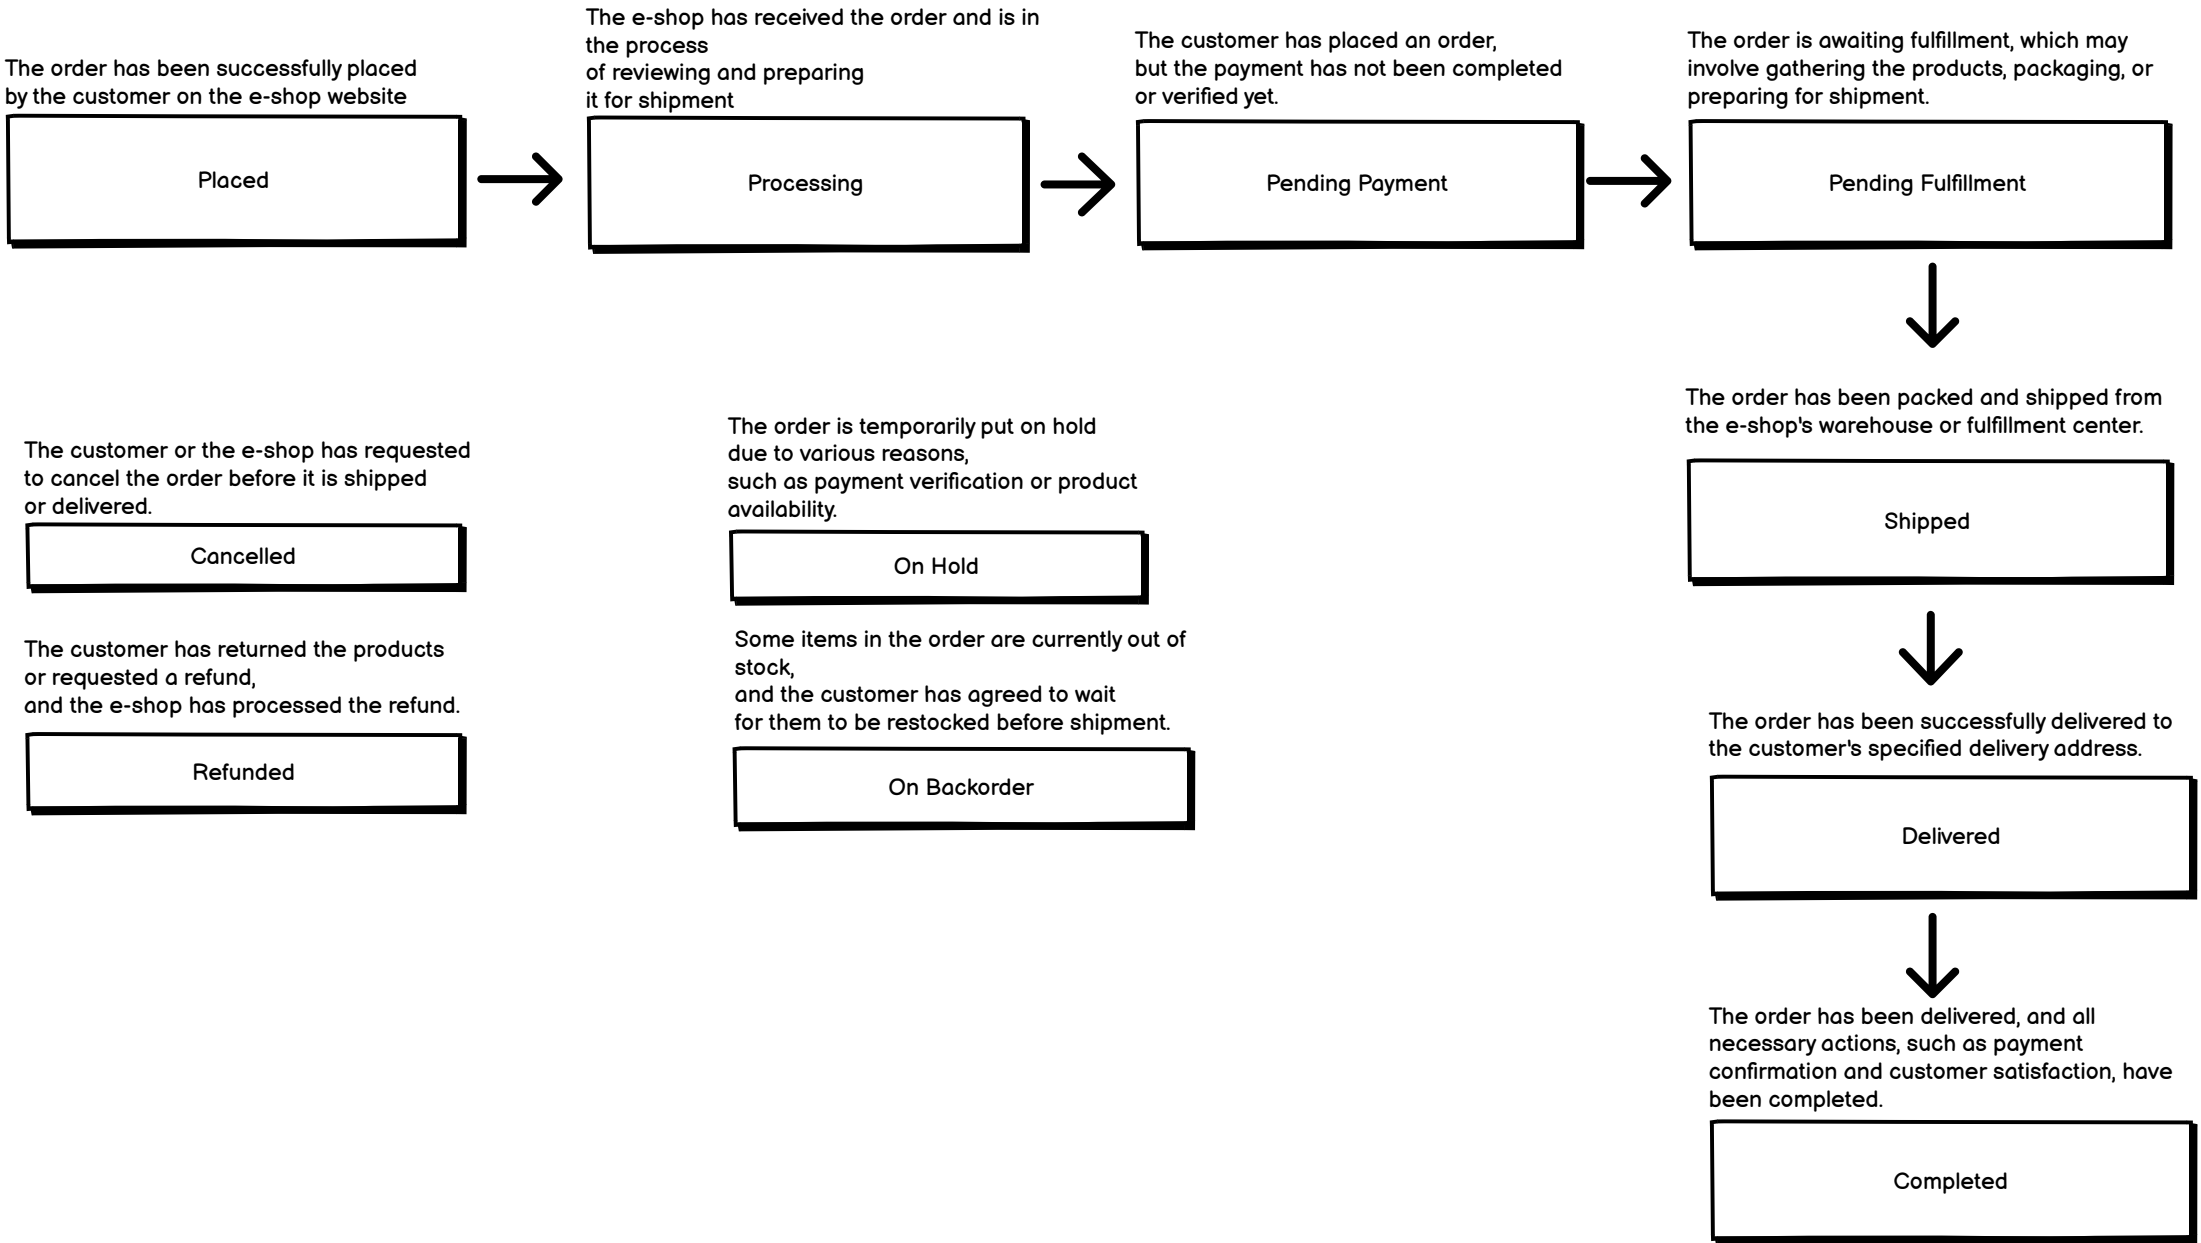 The order has been successfully placed
by the customer on the e-shop website
Placed
The e-shop has received the order and is in
the process
of reviewing and preparing
it for shipment
Processing
The customer has placed an order,
but the payment has not been completed
or verified yet.
Pending Payment
The order is awaiting fulfillment, which may
involve gathering the products, packaging, or
preparing for shipment.
Pending Fulfillment
The order has been packed and shipped from
the e-shop's warehouse or fulfillment center.
Shipped
The order has been successfully delivered to
the customer's specified delivery address.
Delivered
The order has been delivered, and all
necessary actions, such as payment
confirmation and customer satisfaction, have
been completed.
Completed
The customer or the e-shop has requested
to cancel the order before it is shipped
or delivered.
Cancelled
The customer has returned the products
or requested a refund,
and the e-shop has processed the refund.
Refunded
The order is temporarily put on hold
due to various reasons,
such as payment verification or product
availability.
On Hold
Some items in the order are currently out of
stock,
and the customer has agreed to wait
for them to be restocked before shipment.
On Backorder